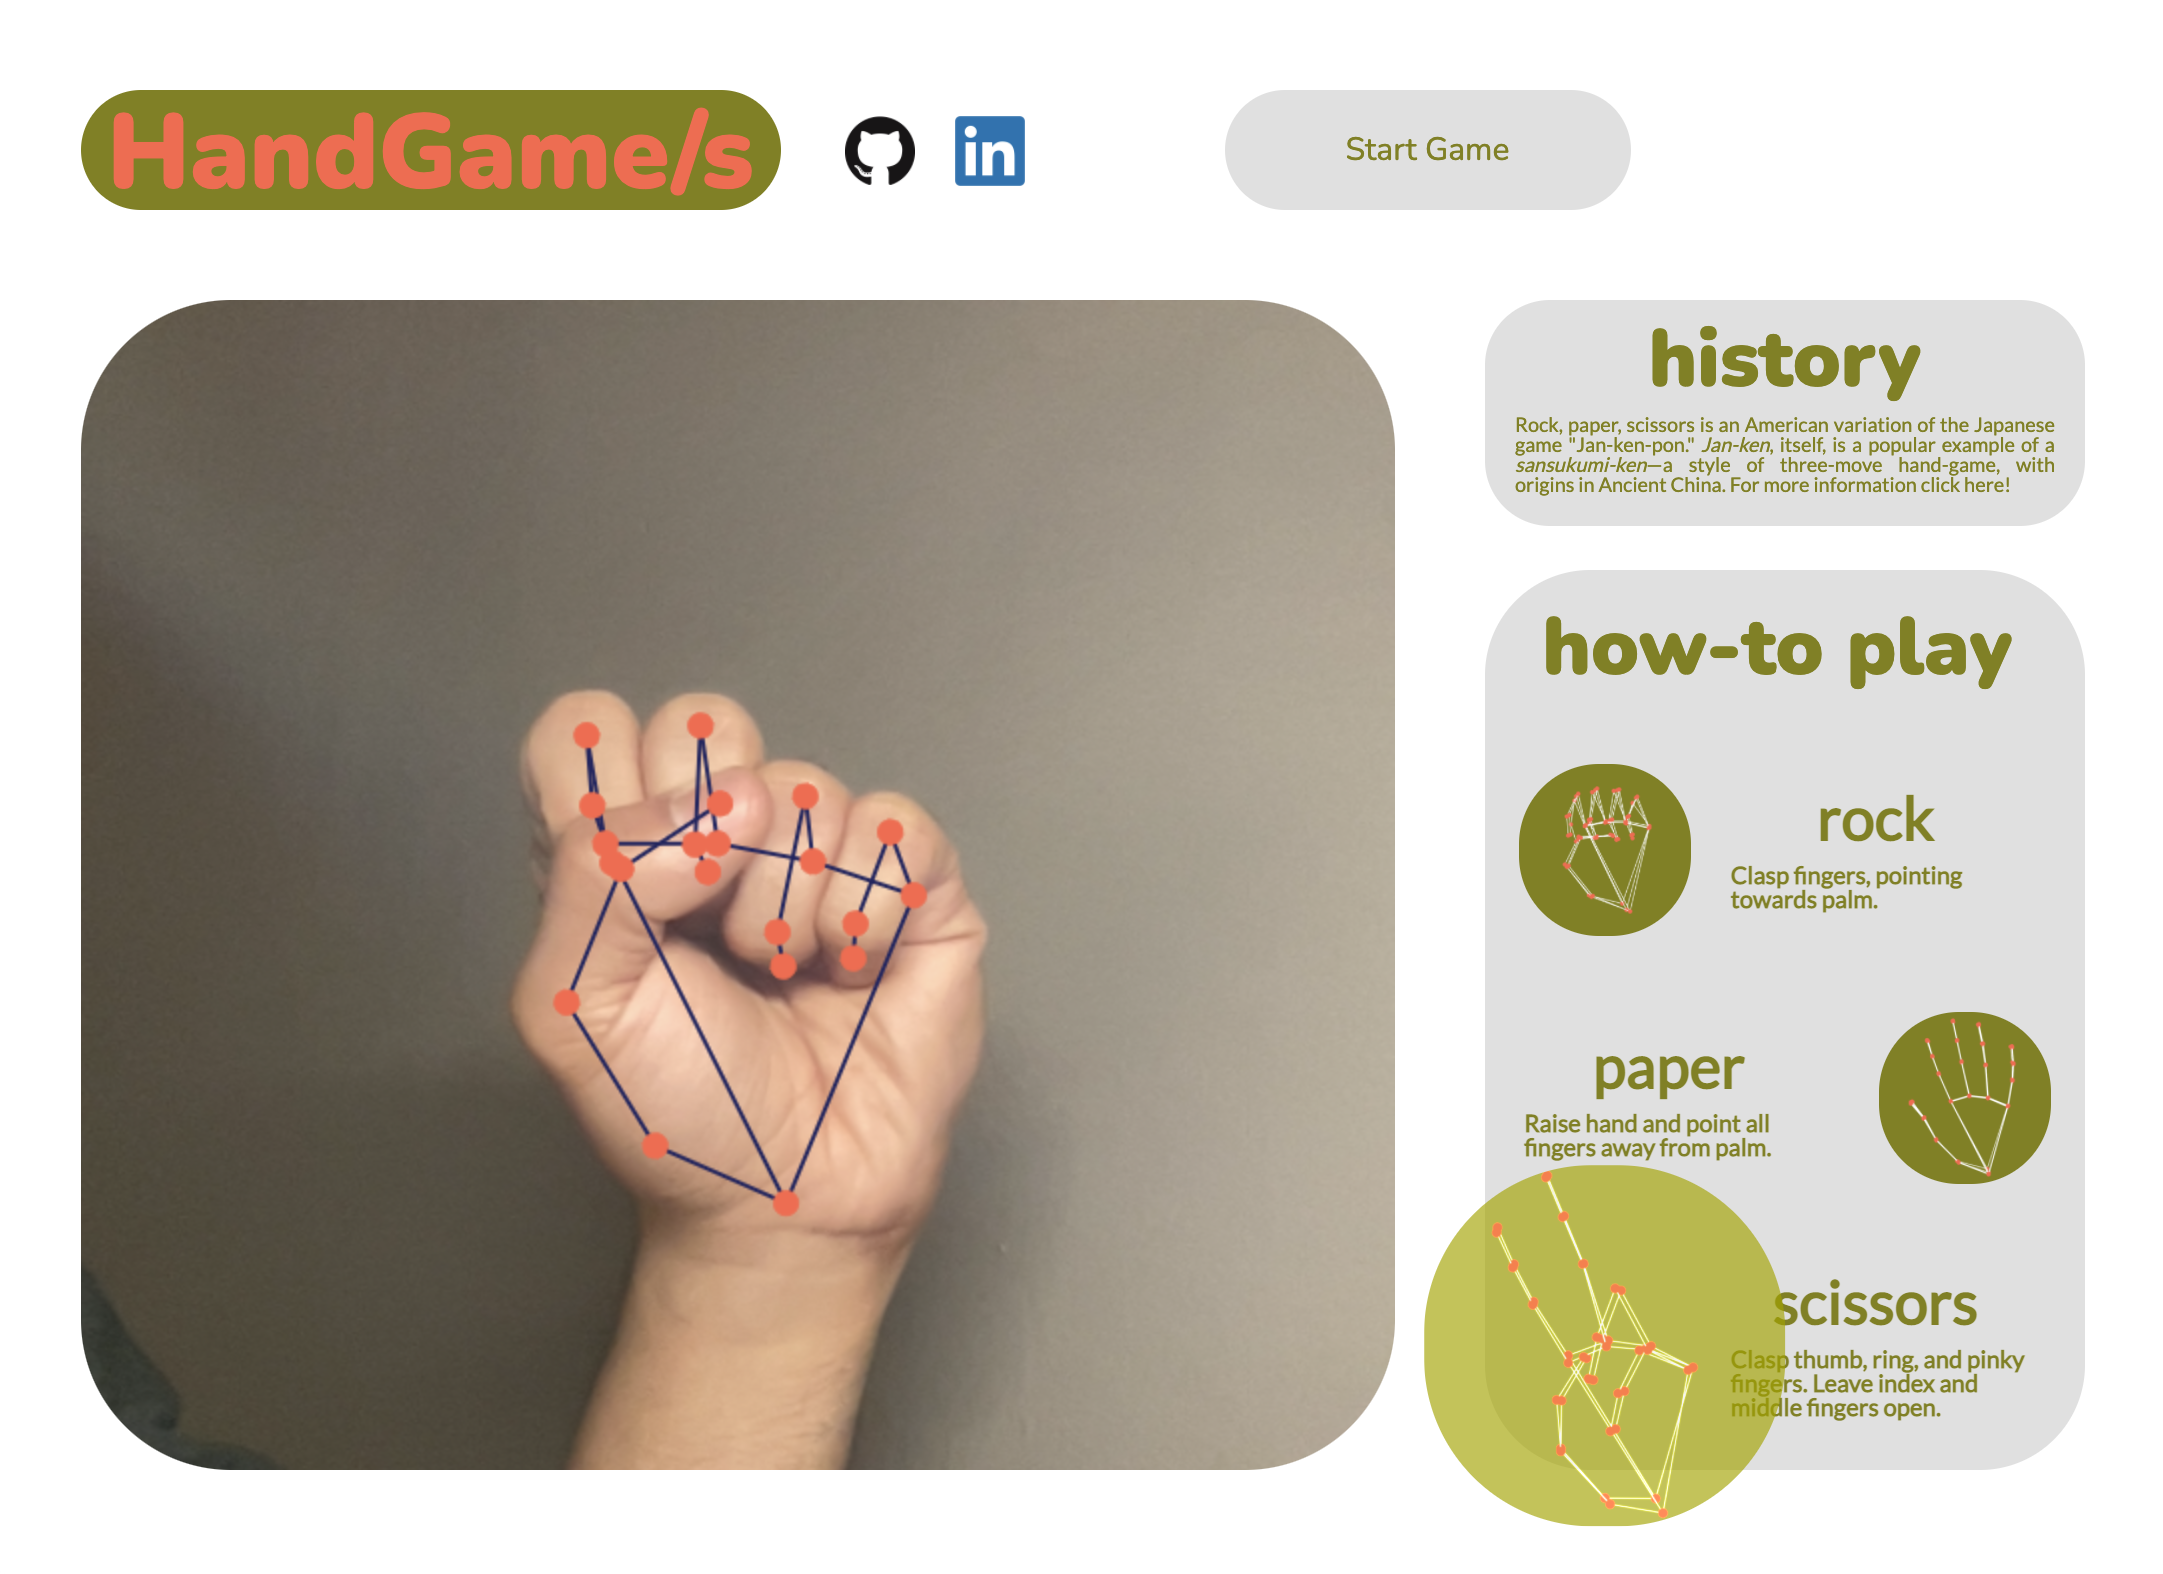 HandGame/s
in
Start Game
history
Rock, paper, scissors is an American variation of the Japanese
game "Jan-ken-pon." Jan-ken, itself, is a popular example of a
sansukumi-ken—a style of three-move hand-game, with
origins in Ancient China. For more information click here!
how-to play
rock
Clasp fingers, pointing
towards palm.
paper
Raise hand and point all
fingers away from palm.
scissors
Clasp thumb, ring, and pinky
fingers. Leave index and
middle fingers open.